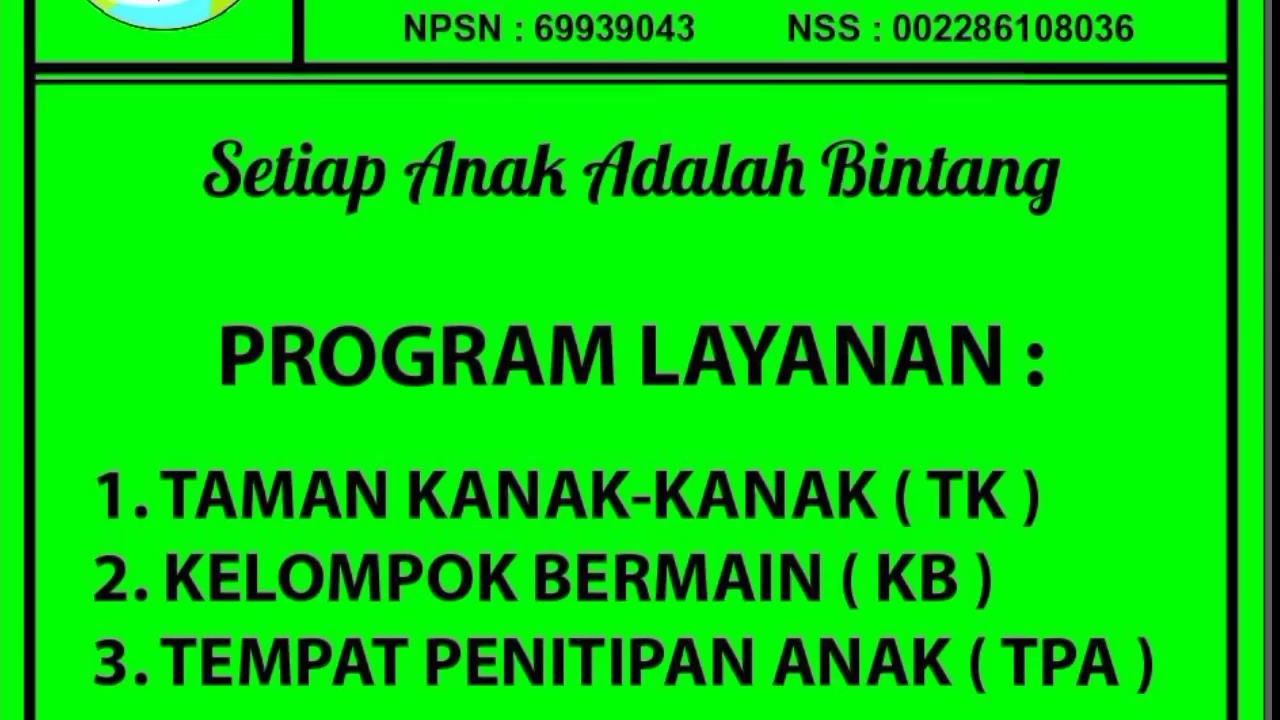 NPSN : 69939043 NSS : 002286108036
Setiap Anak Adalah Bintang
PROGRAM LAYANAN :
1. TAMAN KANAK-KANAK ( TK )
2. KELOMPOK BERMAIN ( KB )
3. TEMPAT PENITIPAN ANAK ( TPA )